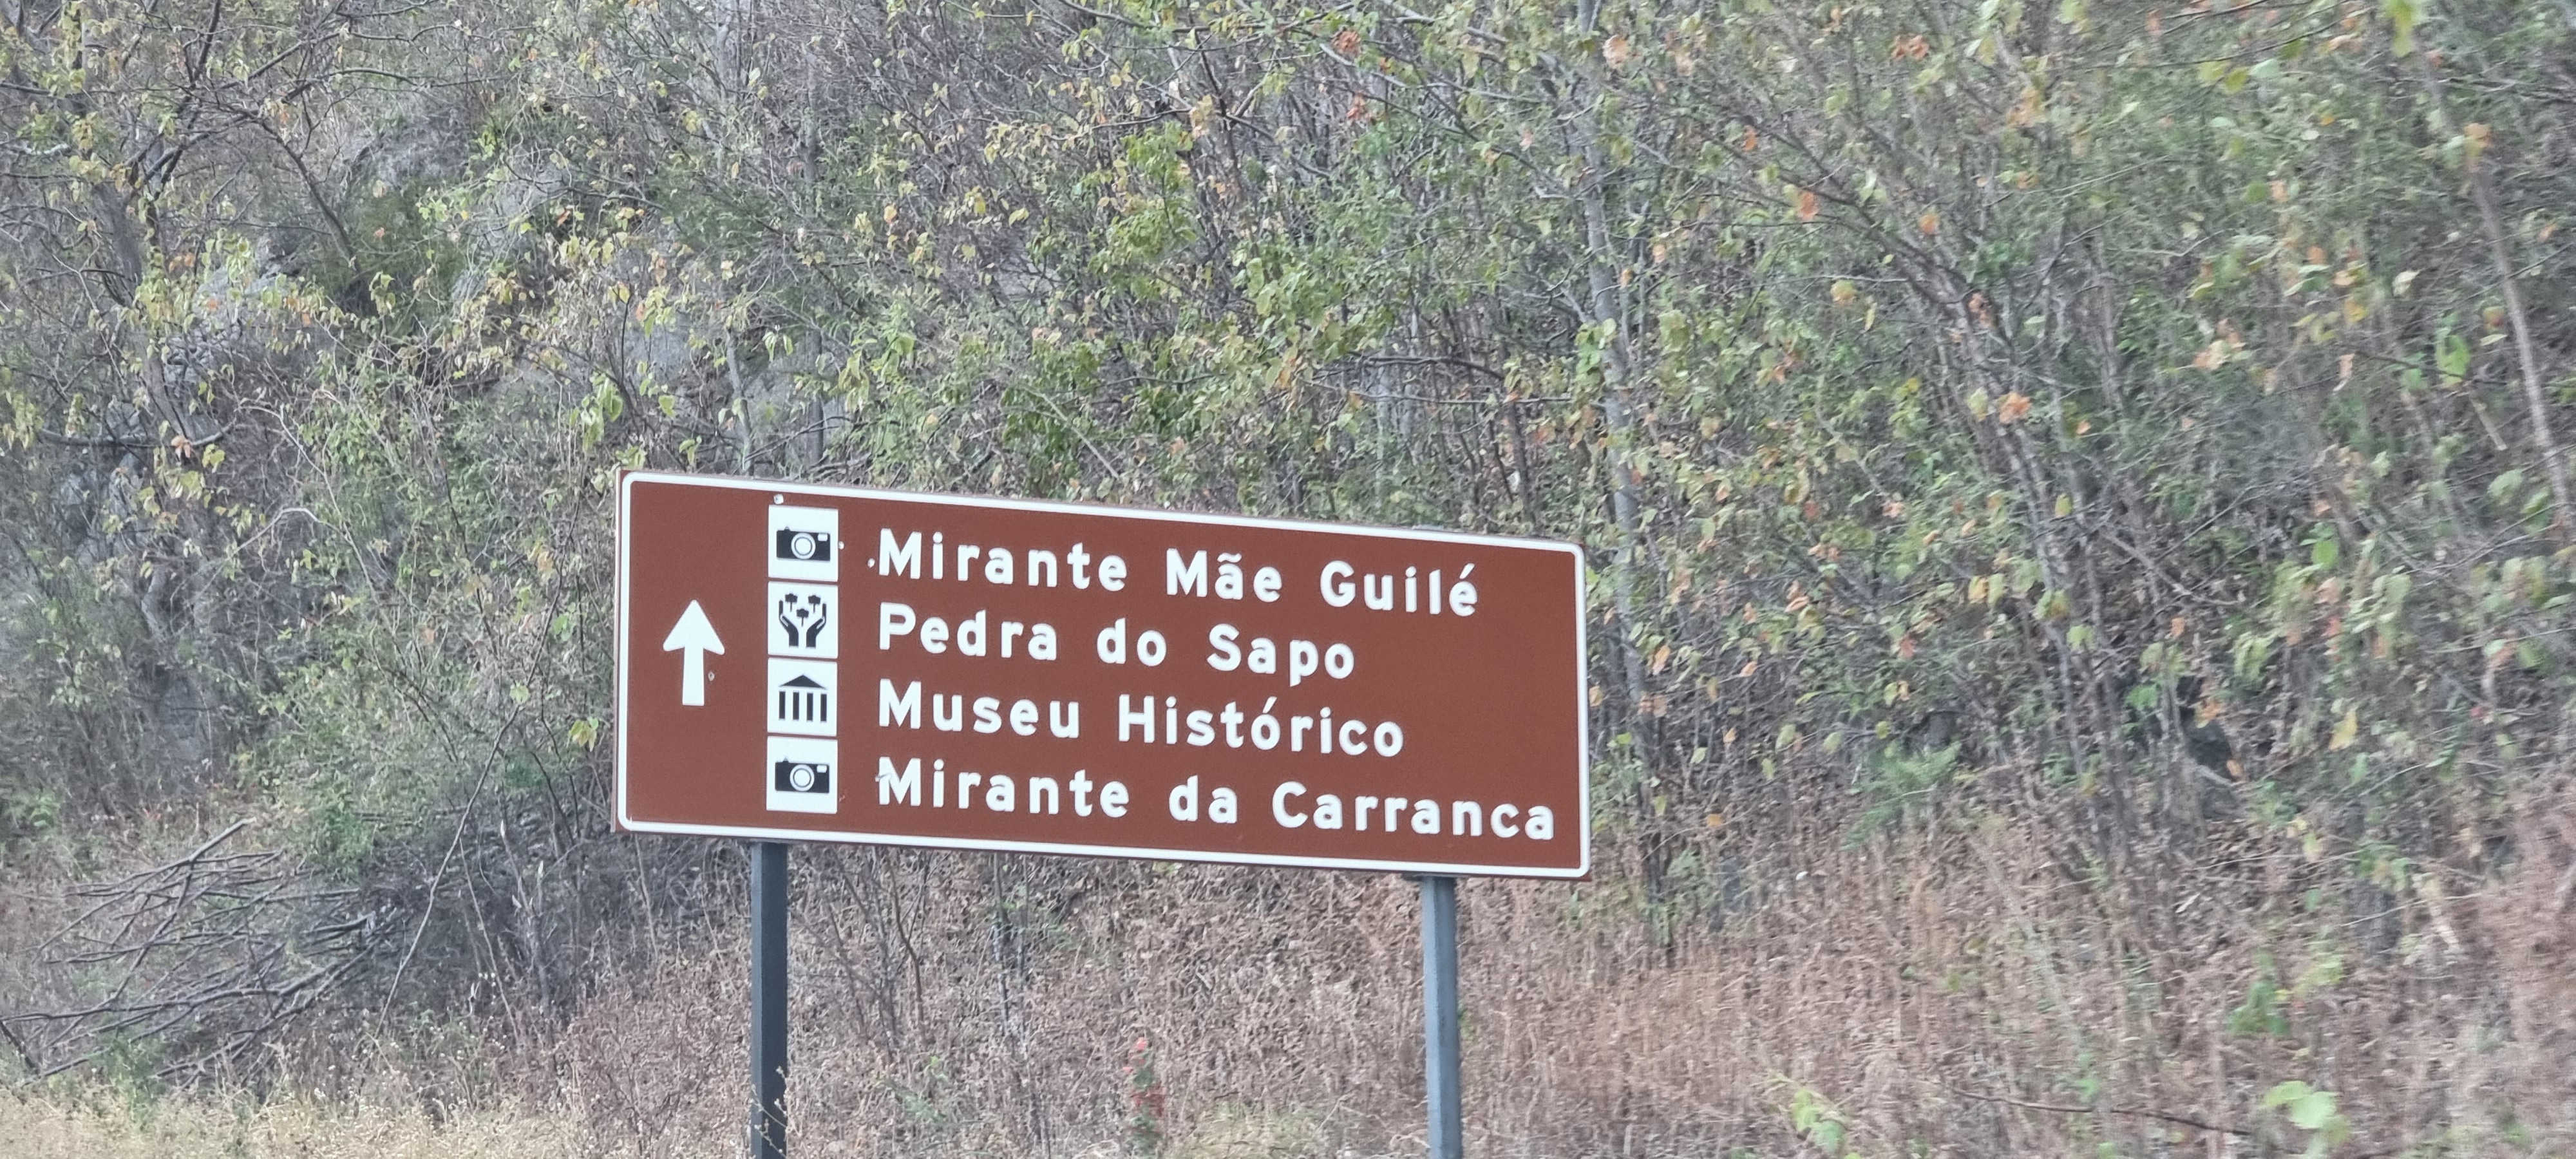 Mirante Mãe Guilé
Pedra do Sapo
Museu Histórico
Mirante da Carranca